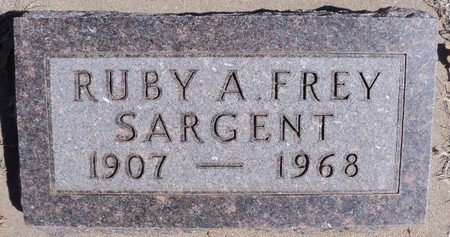 RUBY A. FREY
SARGENT
1907 — 1968